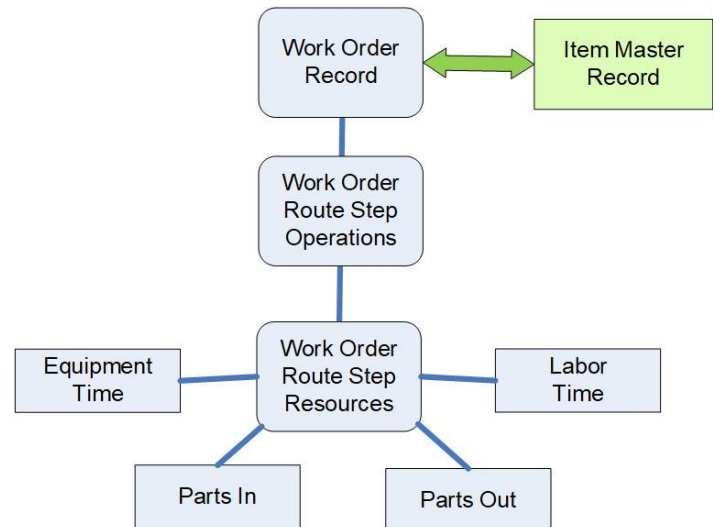 Work Order
Record
Item Master
Record
Work Order
Route Step
Operations
Equipment
Time
Work Order
Route Step
Resources
Labor
Time
Parts In
Parts Out